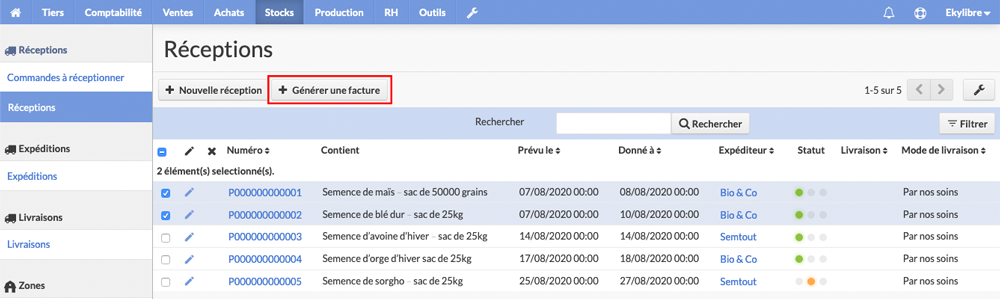 Tiers Comptabilité Ventes Achats Stocks Production RH Outils Ekylibre
Réceptions
Commandes à réceptionner
Réceptions
Expéditions
Expéditions
Livraisons
Livraisons
Zones
Réceptions
Nouvelle réception Générer une facture 1-5 sur 5
Rechercher Rechercher Filtrer
Numéro Contient Prévu le Donné à Expéditeur Statut Livraison Mode de livraison
2 élément(s) selectionné(s).
P000000000001 Semence de maïs – sac de 50000 grains 07/08/2020 00:00 08/08/2020 00:00 Bio & Co Par nos soins
P000000000002 Semence de blé dur – sac de 25kg 07/08/2020 00:00 10/08/2020 00:00 Bio & Co Par nos soins
P000000000003 Semence d'avoine d'hiver – sac de 25kg 14/08/2020 00:00 14/08/2020 00:00 Semtout Par nos soins
P000000000004 Semence d'orge d'hiver sac de 25kg 17/08/2020 00:00 18/08/2020 00:00 Bio & Co Par nos soins
P000000000005 Semence de sorgho – sac de 25kg 25/08/2020 00:00 27/08/2020 00:00 Semtout Par nos soins